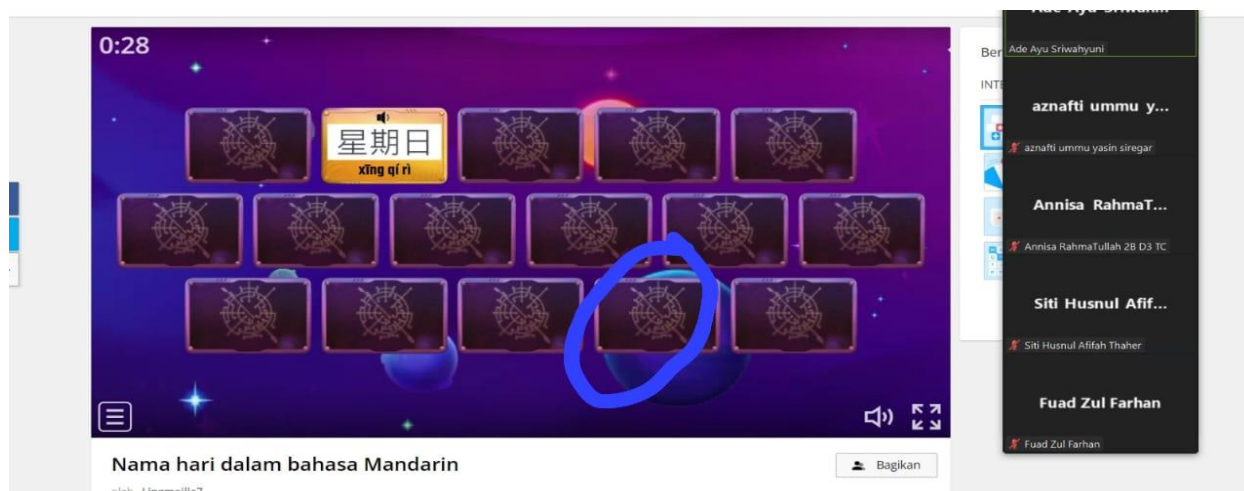 0:28
星期日
xīng qí rì
Nama hari dalam bahasa Mandarin
Bagikan
Ber
INTE
Ade Ayu Sriwahyuni
aznafti ummu y...
aznafti ummu yasin siregar
Annisa RahmaT...
Annisa RahmaTullah 2B D3 TC
Siti Husnul Afif...
Siti Husnul Afifah Thaher
Fuad Zul Farhan
Fuad Zul Farhan